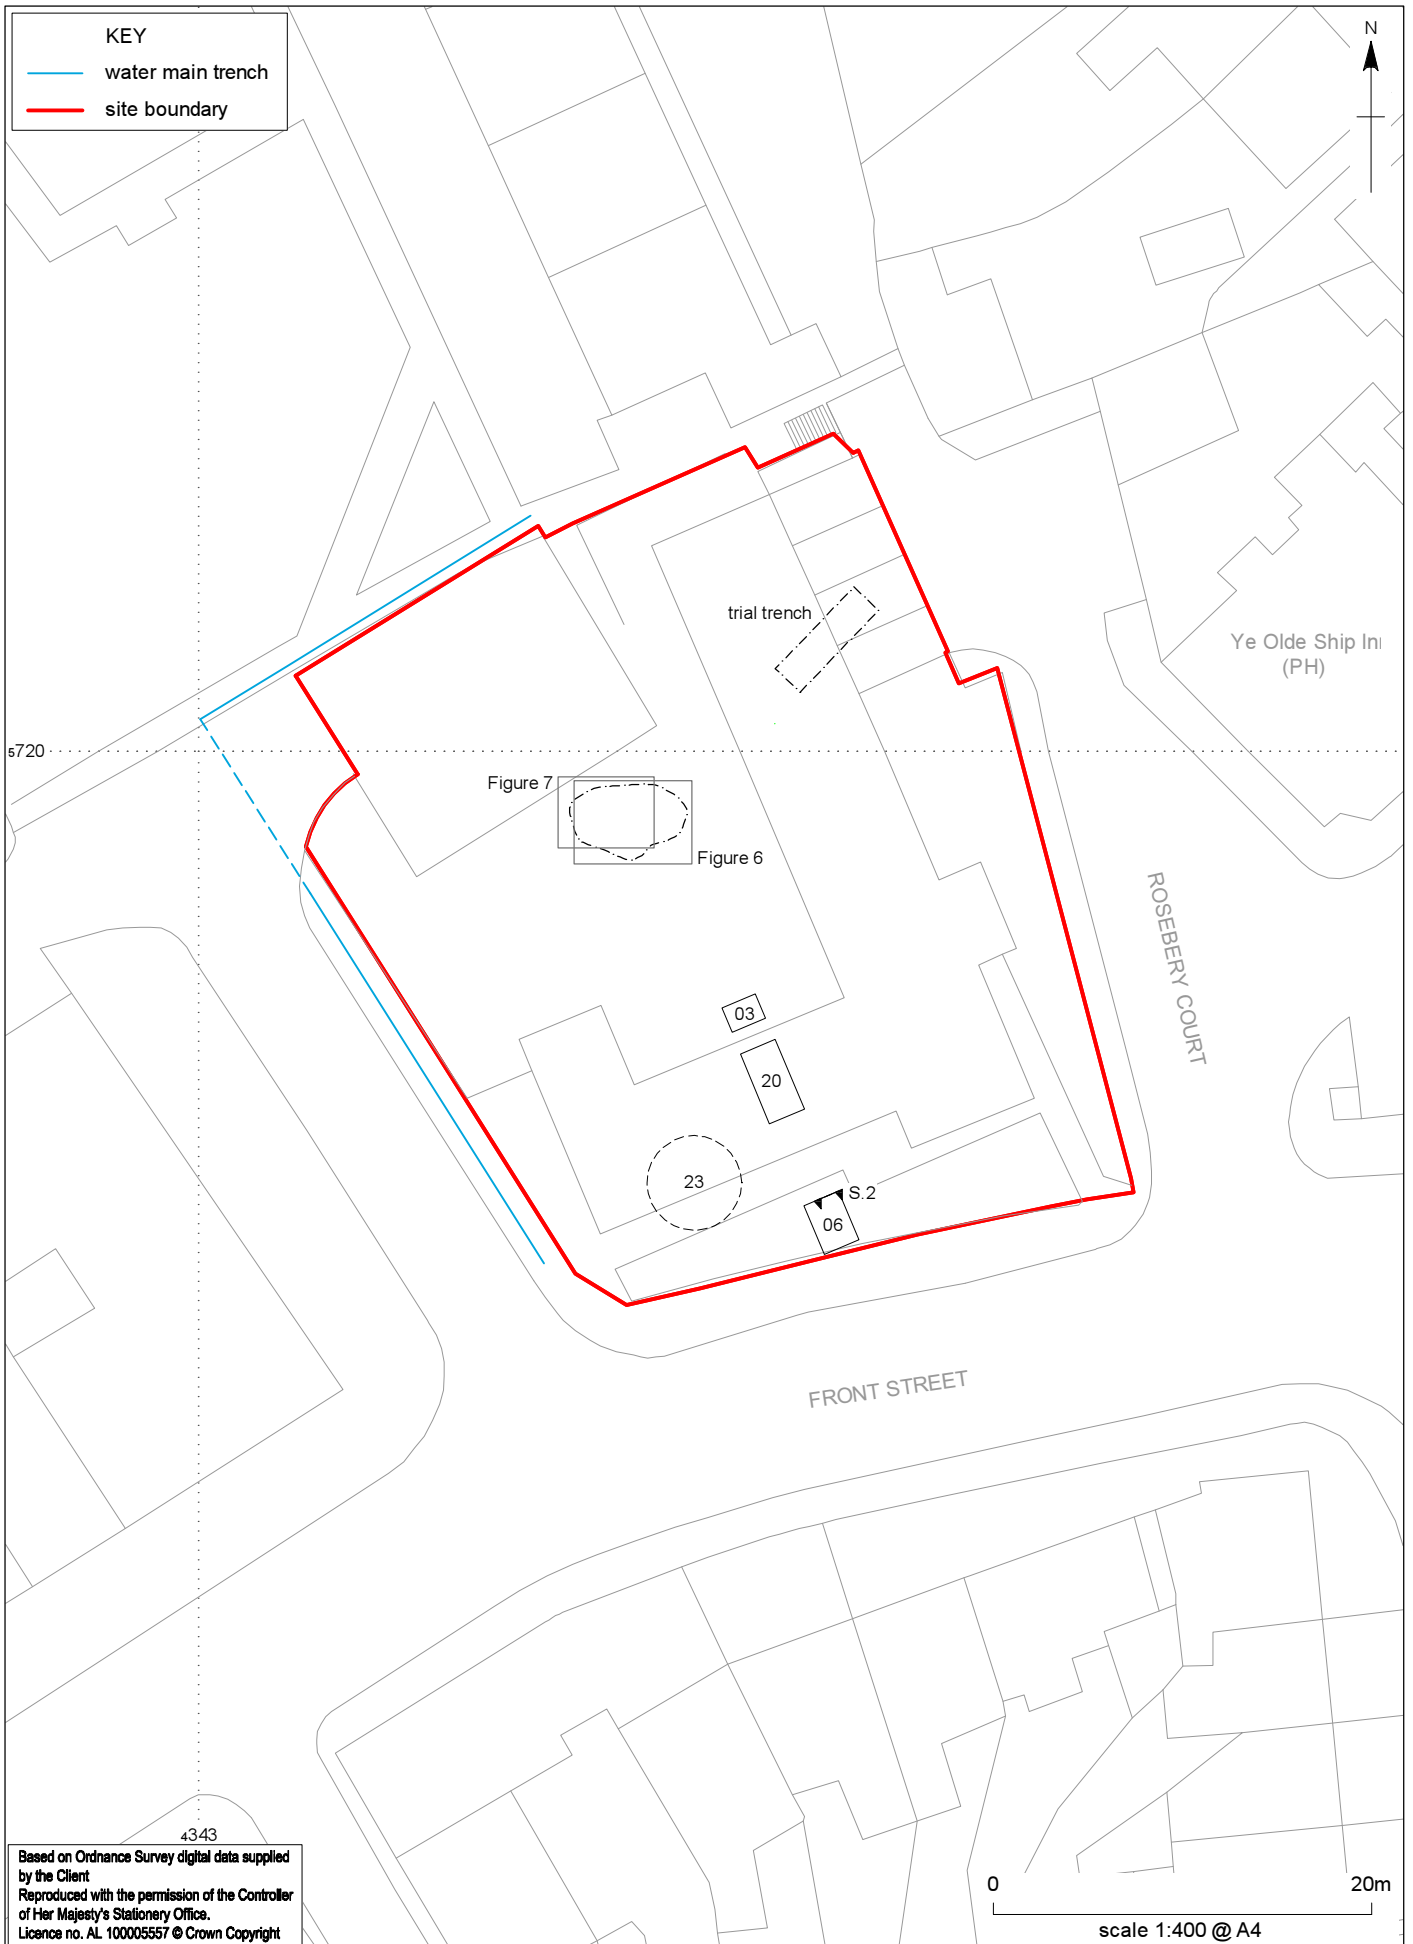 KEY
water main trench
site boundary
N
trial trench
Ye Olde Ship In
(PH)
5720
Figure 7
Figure 6
ROSEBERY COURT
03
20
23
S.2
06
FRONT STREET
4343
Based on Ordnance Survey digital data supplied
by the Client
Reproduced with the permission of the Controller
of Her Majesty's Stationery Office.
Licence no. AL 100005557 © Crown Copyright
0 20m
scale 1:400 @ A4